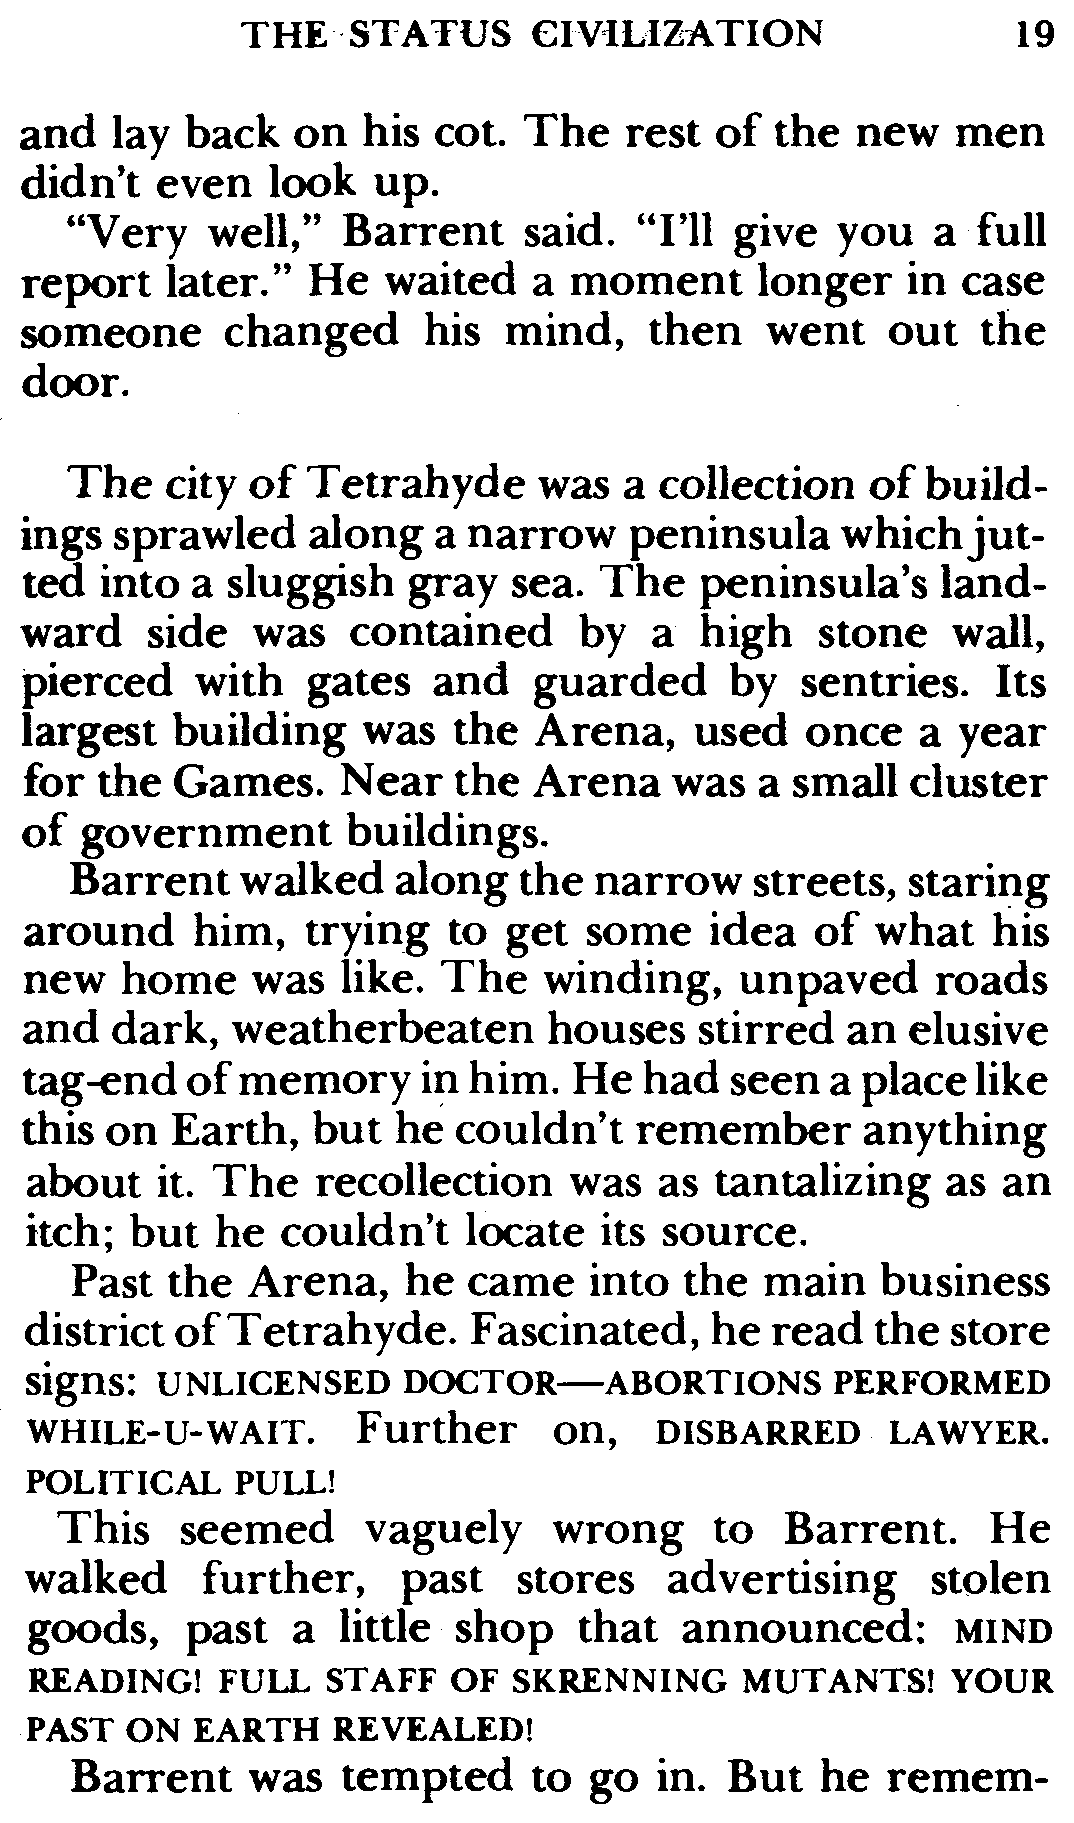 THE STATUS CIVILIZATION 19
and lay back on his cot. The rest of the new men
didn't even look up.
"Very well," Barrent said. "I'll give you a full
report later." He waited a moment longer in case
someone changed his mind, then went out the
door.
The city of Tetrahyde was a collection of build-
ings sprawled along a narrow peninsula which jut-
ted into a sluggish gray sea. The peninsula's land-
ward side was contained by a high stone wall,
pierced with gates and guarded by sentries. Its
largest building was the Arena, used once a year
for the Games. Near the Arena was a small cluster
of government buildings.
Barrent walked along the narrow streets, staring
around him, trying to get some idea of what his
new home was like. The winding, unpaved roads
and dark, weatherbeaten houses stirred an elusive
tag-end of memory in him. He had seen a place like
this on Earth, but he couldn't remember anything
about it. The recollection was as tantalizing as an
itch; but he couldn't locate its source.
Past the Arena, he came into the main business
district of Tetrahyde. Fascinated, he read the store
signs: UNLICENSED DOCTOR—ABORTIONS PERFORMED
WHILE-U-WAIT. Further on, DISBARRED LAWYER.
POLITICAL PULL!
This seemed vaguely wrong to Barrent. He
walked further, past stores advertising stolen
goods, past a little shop that announced: MIND
READING! FULL STAFF OF SKRENNING MUTANTS! YOUR
PAST ON EARTH REVEALED!
Barrent was tempted to go in. But he remem-